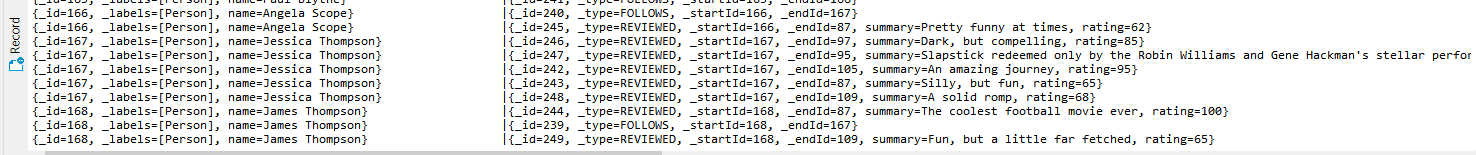 Record
{_id=166, _labels=[Person], name=Angela Scope} |{_id=240, _type=FOLLOWS, _startId=166, _endId=167}
{_id=166, _labels=[Person], name=Angela Scope} |{_id=245, _type=REVIEWED, _startId=166, _endId=87, summary=Pretty funny at times, rating=62}
{_id=167, _labels=[Person], name=Jessica Thompson} |{_id=246, _type=REVIEWED, _startId=167, _endId=97, summary=Dark, but compelling, rating=85}
{_id=167, _labels=[Person], name=Jessica Thompson} |{_id=247, _type=REVIEWED, _startId=167, _endId=95, summary=Slapstick redeemed only by the Robin Williams and Gene Hackman's stellar perfor
{_id=167, _labels=[Person], name=Jessica Thompson} |{_id=242, _type=REVIEWED, _startId=167, _endId=105, summary=An amazing journey, rating=95}
{_id=167, _labels=[Person], name=Jessica Thompson} |{_id=243, _type=REVIEWED, _startId=167, _endId=87, summary=Silly, but fun, rating=65}
{_id=167, _labels=[Person], name=Jessica Thompson} |{_id=248, _type=REVIEWED, _startId=167, _endId=109, summary=A solid romp, rating=68}
{_id=168, _labels=[Person], name=James Thompson} |{_id=244, _type=REVIEWED, _startId=168, _endId=87, summary=The coolest football movie ever, rating=100}
{_id=168, _labels=[Person], name=James Thompson} |{_id=239, _type=FOLLOWS, _startId=168, _endId=167}
{_id=168, _labels=[Person], name=James Thompson} |{_id=249, _type=REVIEWED, _startId=168, _endId=109, summary=Fun, but a little far fetched, rating=65}